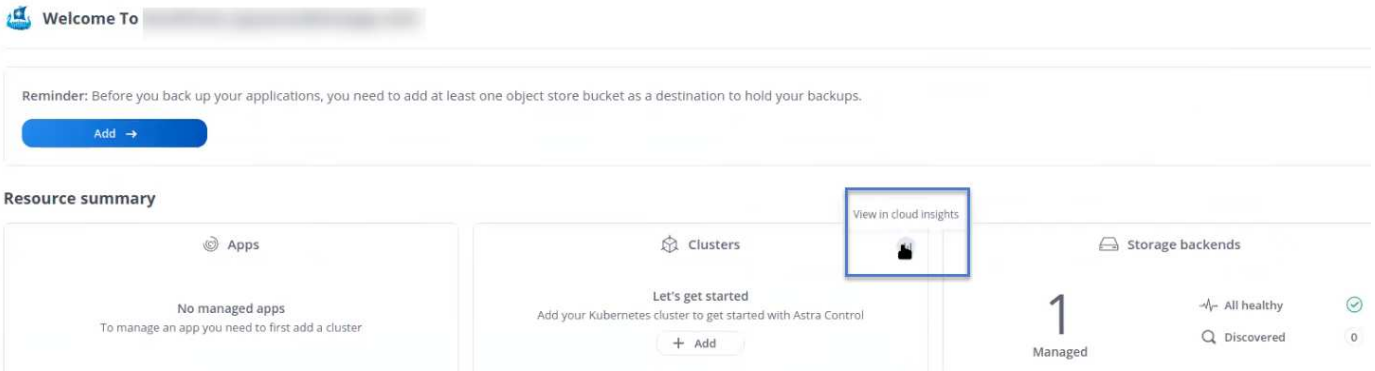 Welcome To
Reminder: Before you back up your applications, you need to add at least one object store bucket as a destination to hold your backups.
Add →
Resource summary
View in cloud insights
Apps
No managed apps
To manage an app you need to first add a cluster
Clusters
Let's get started
Add your Kubernetes cluster to get started with Astra Control
+ Add
Storage backends
1
Managed
All healthy
Discovered 0